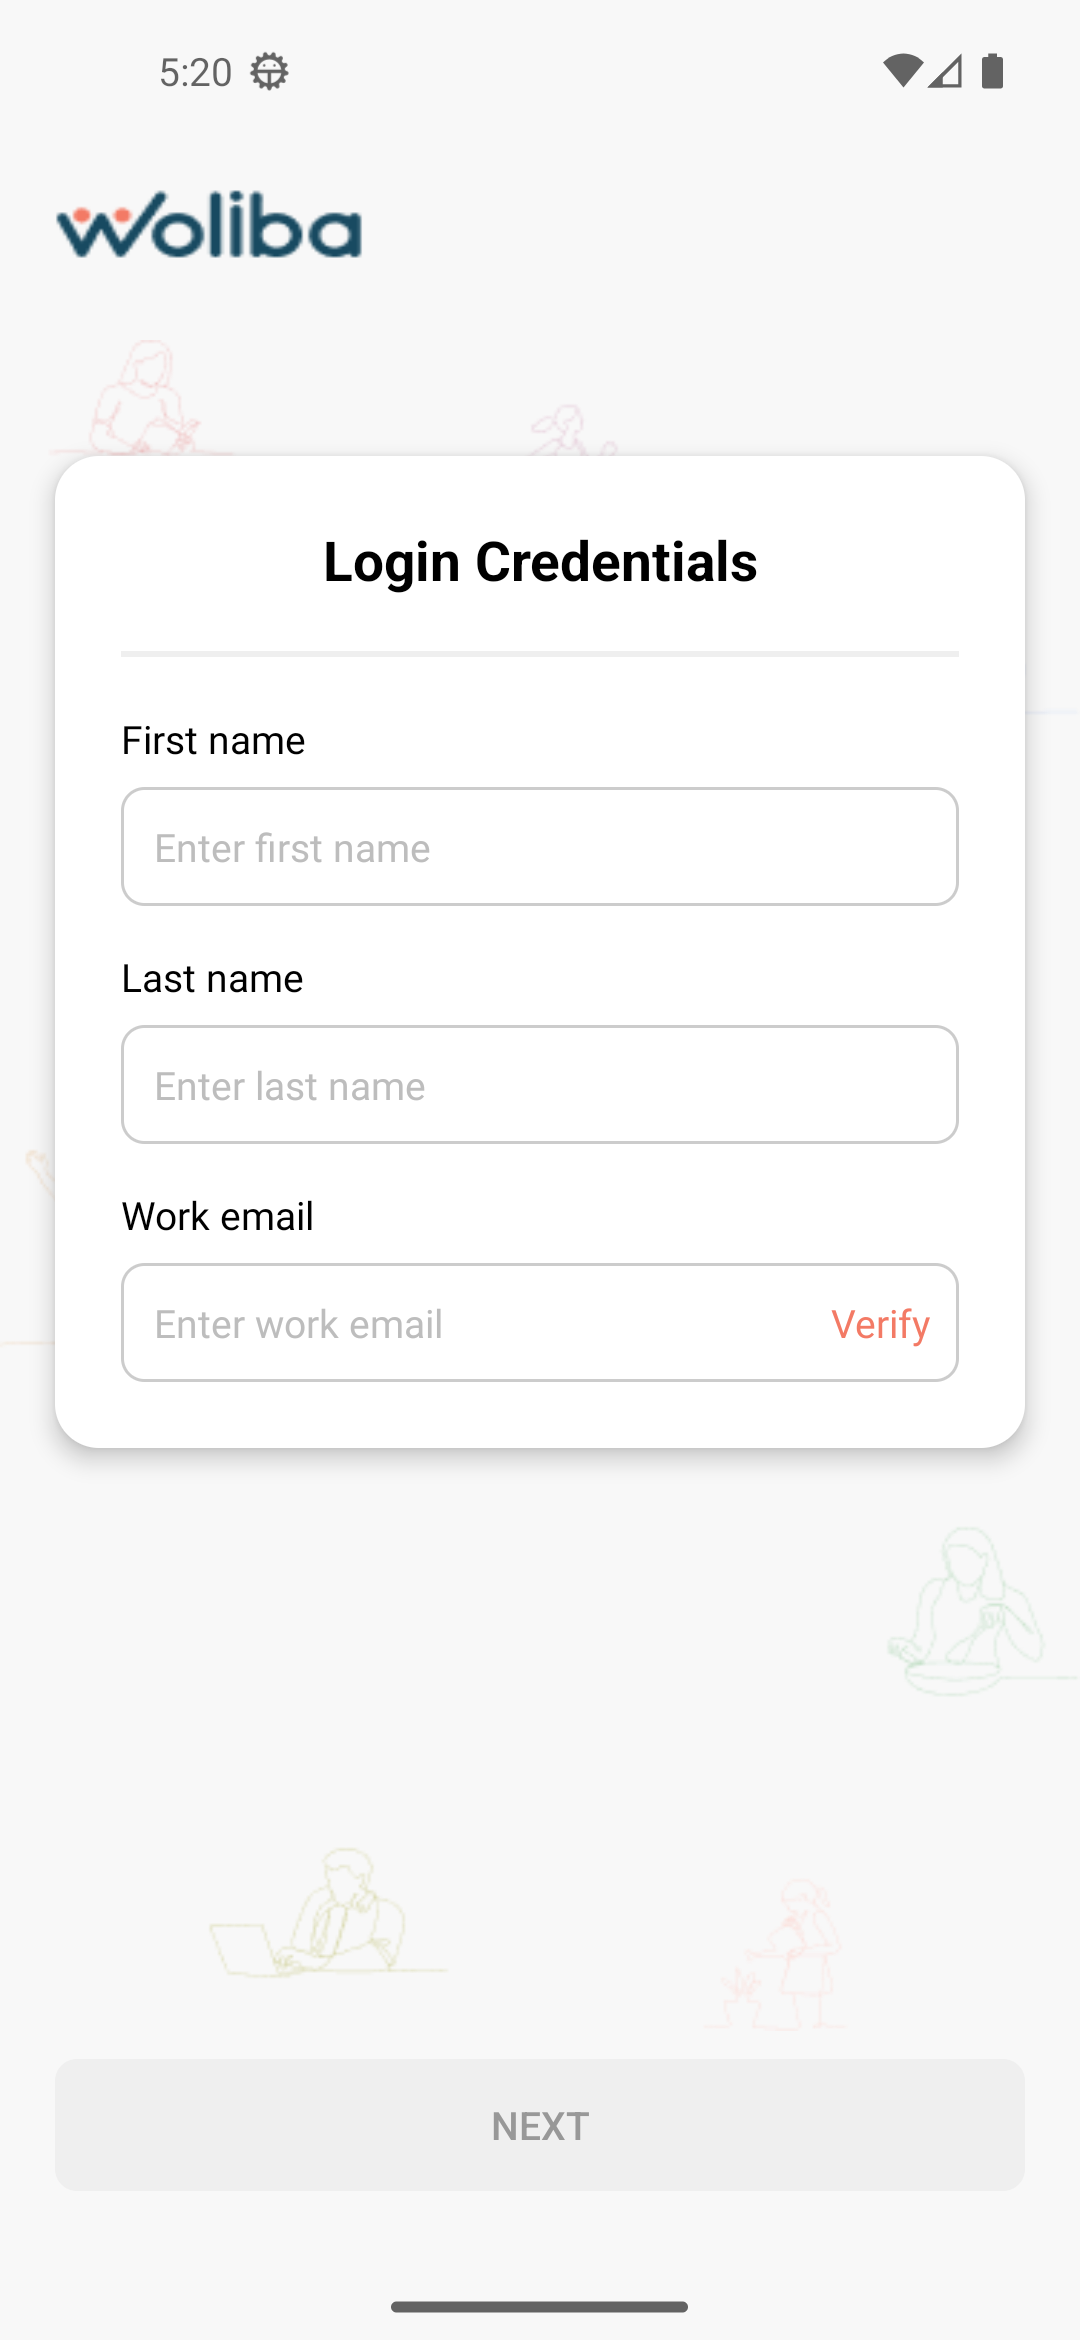 5:20
Woliba
Login Credentials
First name
Enter first name
Last name
Enter last name
Work email
Enter work email Verify
NEXT